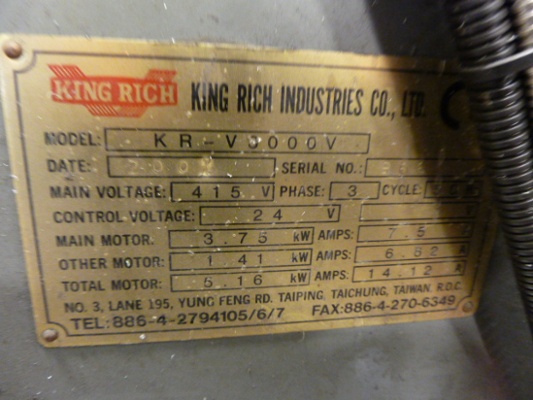 KING RICH KING RICH INDUSTRIES CO., LTD. C
MODEL: KR-V3000V
DATE: SERIAL NO.:
MAIN VOLTAGE: 415 V PHASE: 3 CYCLE:
CONTROL VOLTAGE: 24 V
MAIN MOTOR: 3.75 KW AMPS: 7.5
OTHER MOTOR: 1.41 KW AMPS: 6.62 A
TOTAL MOTOR: 5.16 KW AMPS: 14.12 A
NO. 3, LANE 195, YUNG FENG RD. TAIPING, TAICHUNG, TAIWAN, R.O.C.
TEL:886-4-2794105/6/7 FAX:886-4-270-6349